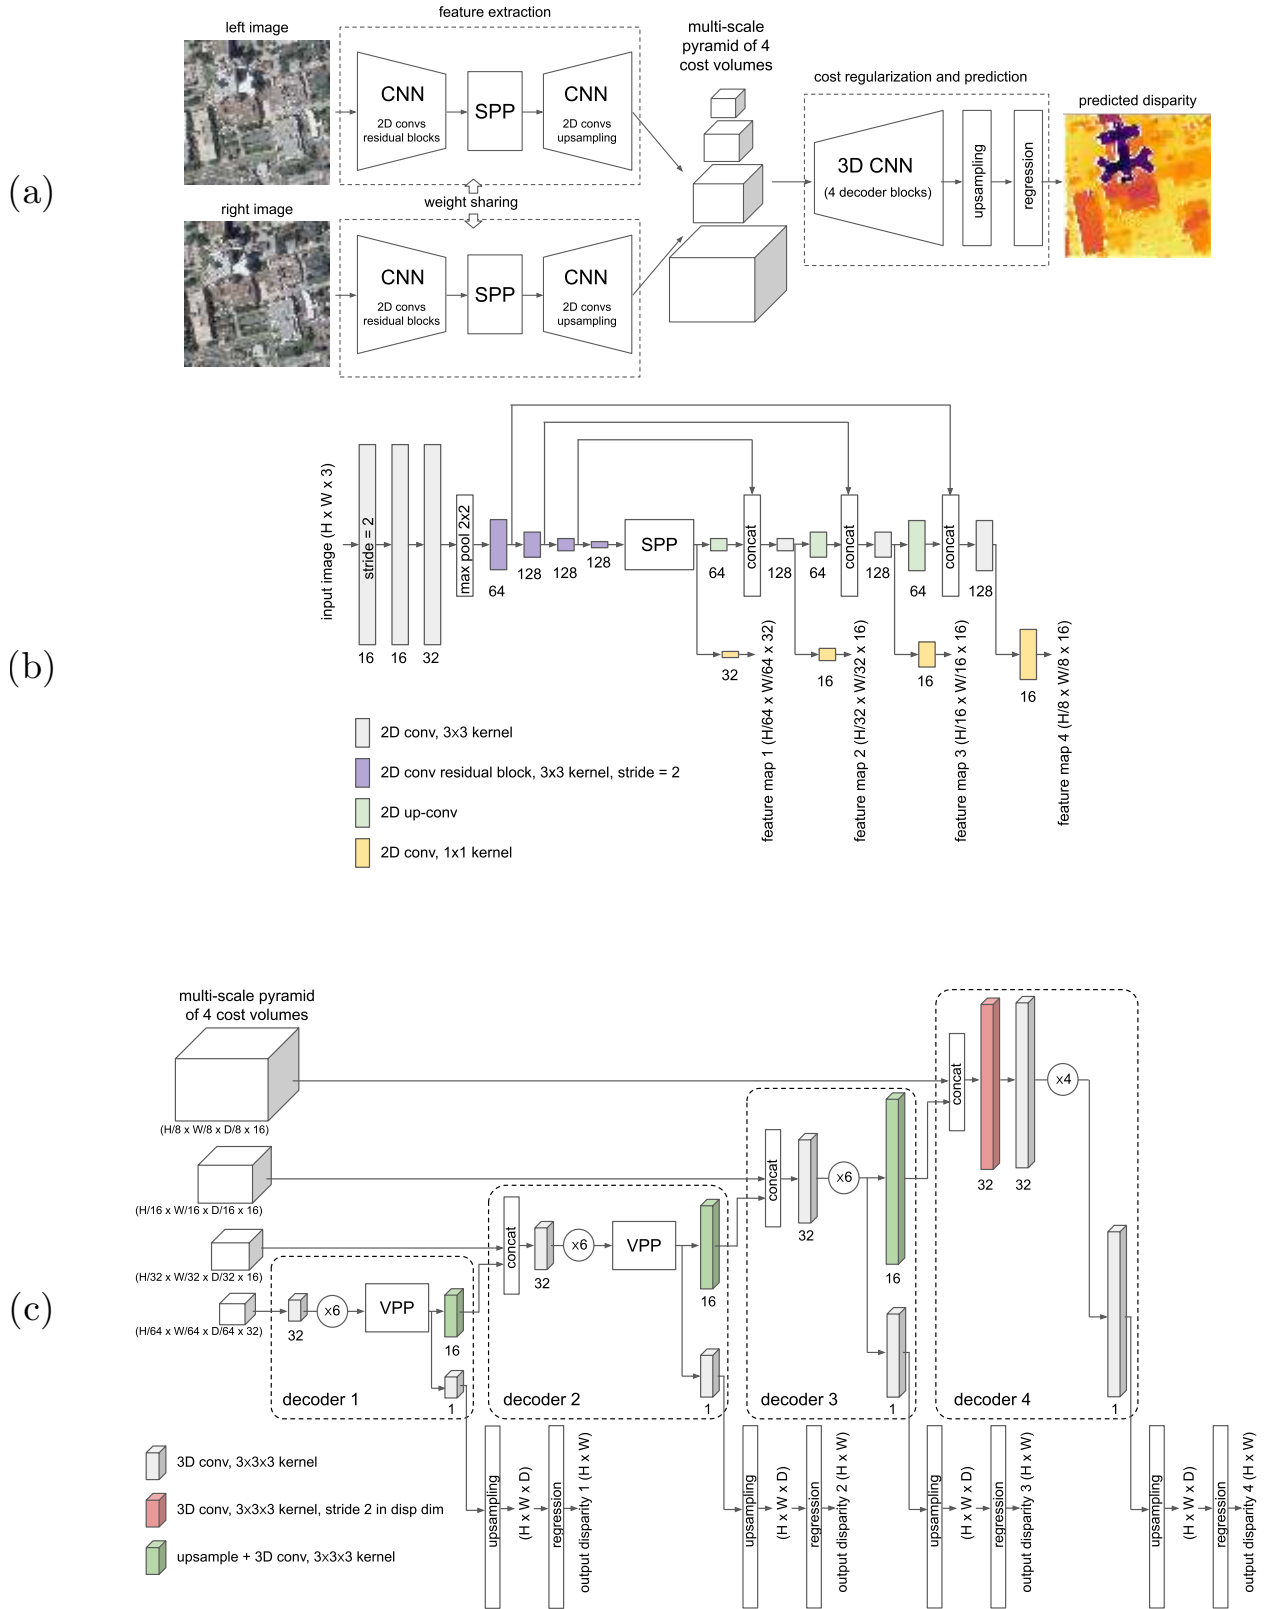 (a)
feature extraction
left image
CNN
2D convs
residual blocks
SPP
CNN
2D convs
upsampling
weight sharing
right image
CNN
2D convs
residual blocks
SPP
CNN
2D convs
upsampling
multi-scale
pyramid of 4
cost volumes
cost regularization and prediction
3D CNN
(4 decoder blocks)
upsampling
regression
predicted disparity
(b)
input image (H x W x 3)
stride = 2
16
16
32
max pool 2x2
64
128
128
128
SPP
64
concat
128
64
concat
128
64
concat
128
32
feature map 1 (H/64 x W/64 x 32)
16
feature map 2 (H/32 x W/32 x 16)
16
feature map 3 (H/16 x W/16 x 16)
16
feature map 4 (H/8 x W/8 x 16)
2D conv, 3x3 kernel
2D conv residual block, 3x3 kernel, stride = 2
2D up-conv
2D conv, 1x1 kernel
(c)
multi-scale pyramid
of 4 cost volumes
(H/8 x W/8 x D/8 x 16)
(H/16 x W/16 x D/16 x 16)
(H/32 x W/32 x D/32 x 16)
(H/64 x W/64 x D/64 x 32)
32
x6
VPP
16
1
decoder 1
concat
32
x6
VPP
16
1
decoder 2
concat
32
x6
16
1
decoder 3
concat
32
32
x4
1
decoder 4
upsampling
(H x W x D)
regression
output disparity 1 (H x W)
upsampling
(H x W x D)
regression
output disparity 2 (H x W)
upsampling
(H x W x D)
regression
output disparity 3 (H x W)
upsampling
(H x W x D)
regression
output disparity 4 (H x W)
3D conv, 3x3x3 kernel
3D conv, 3x3x3 kernel, stride 2 in disp dim
upsample + 3D conv, 3x3x3 kernel